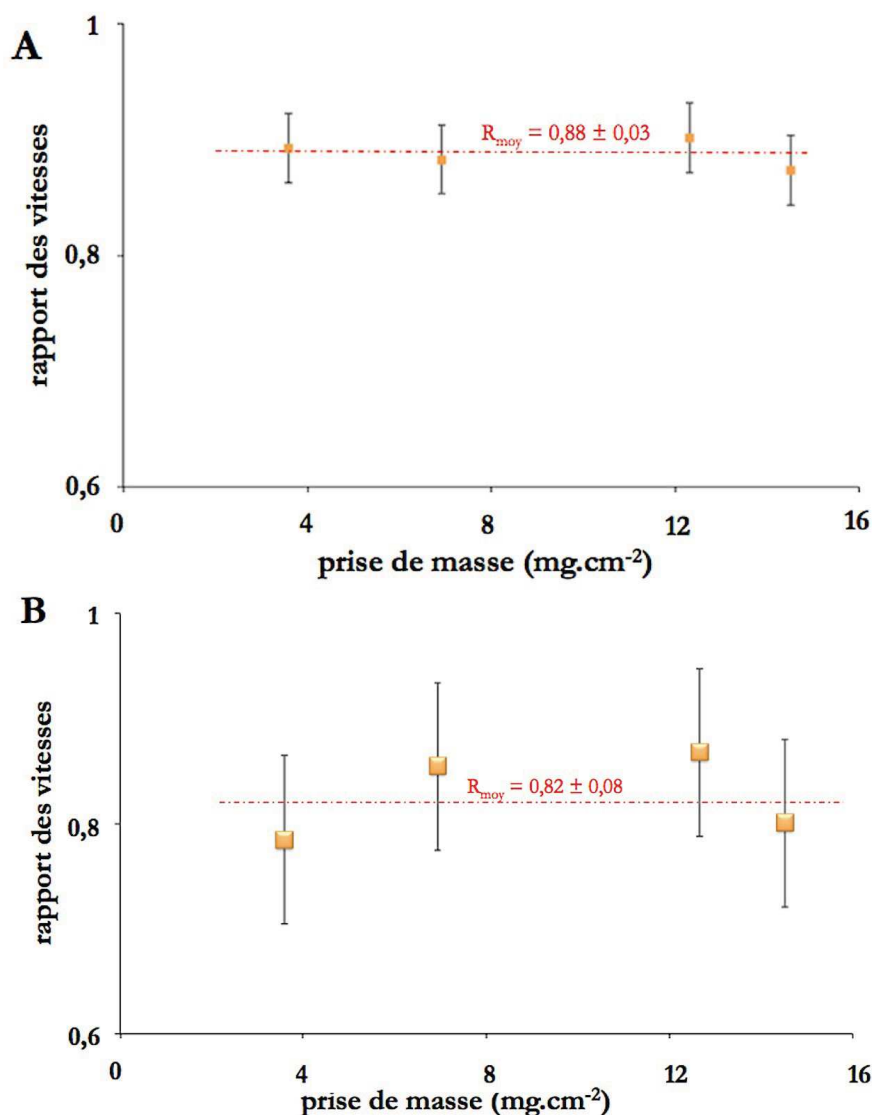 A
1
rapport des vitesses
R_moy = 0,88 ± 0,03
0,8
0,6
0 4 8 12 16
prise de masse (mg.cm⁻²)
B
1
rapport des vitesses
R_moy = 0,82 ± 0,08
0,8
0,6
0 4 8 12 16
prise de masse (mg.cm⁻²)